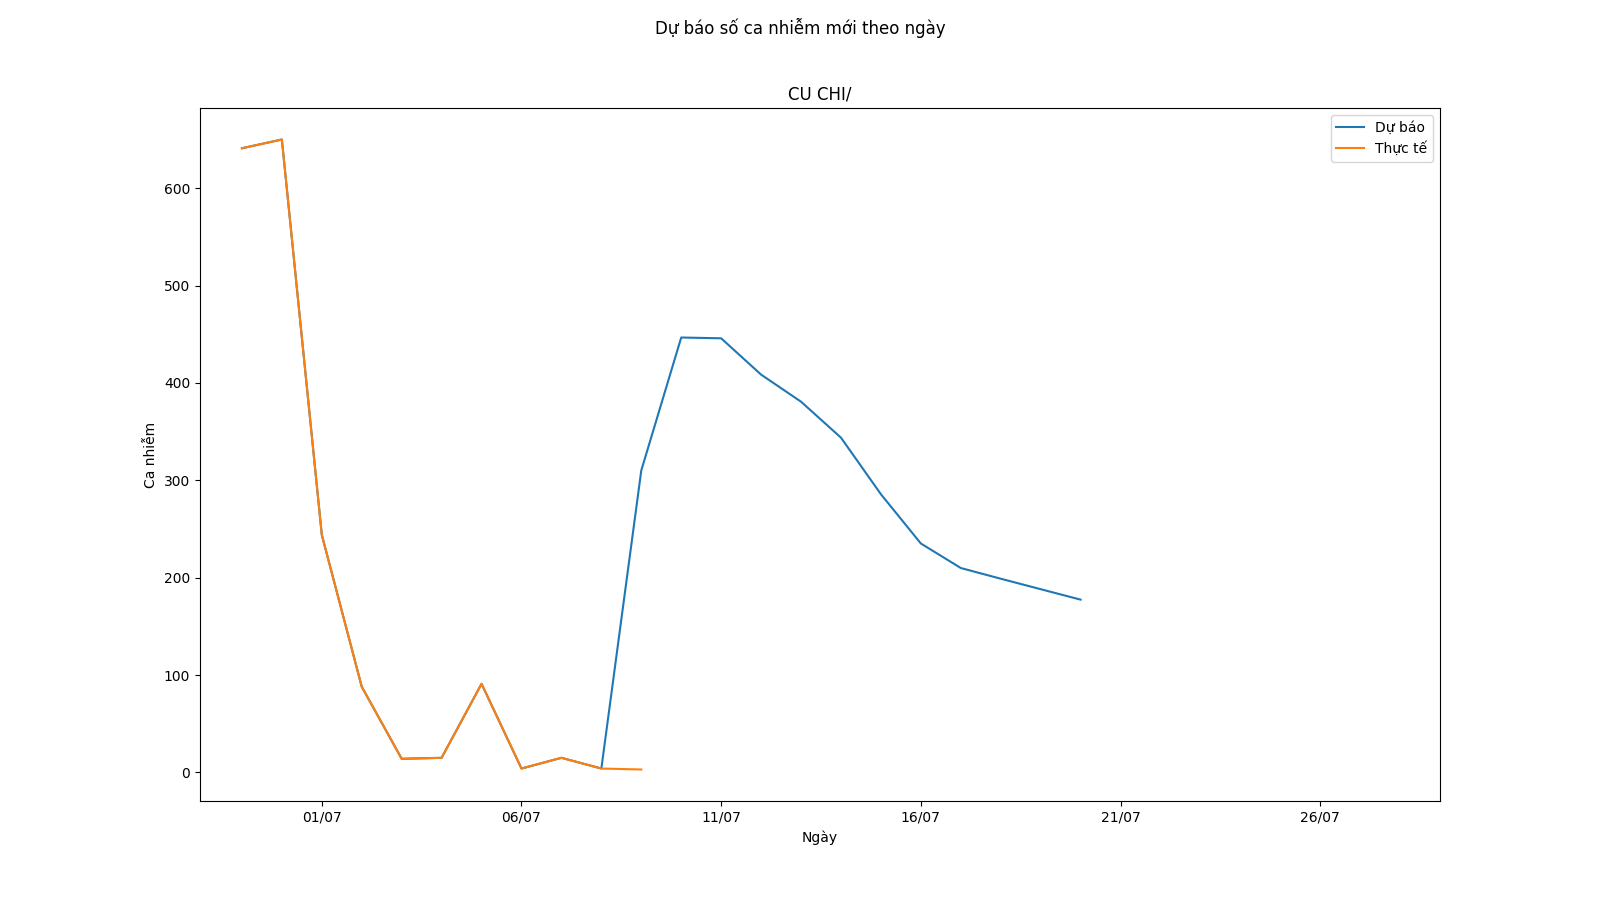 Dự báo số ca nhiễm mới theo ngày
CU CHI/
Dự báo
Thực tế
600
500
400
300
200
100
0
Ca nhiễm
01/07
06/07
11/07
16/07
21/07
26/07
Ngày